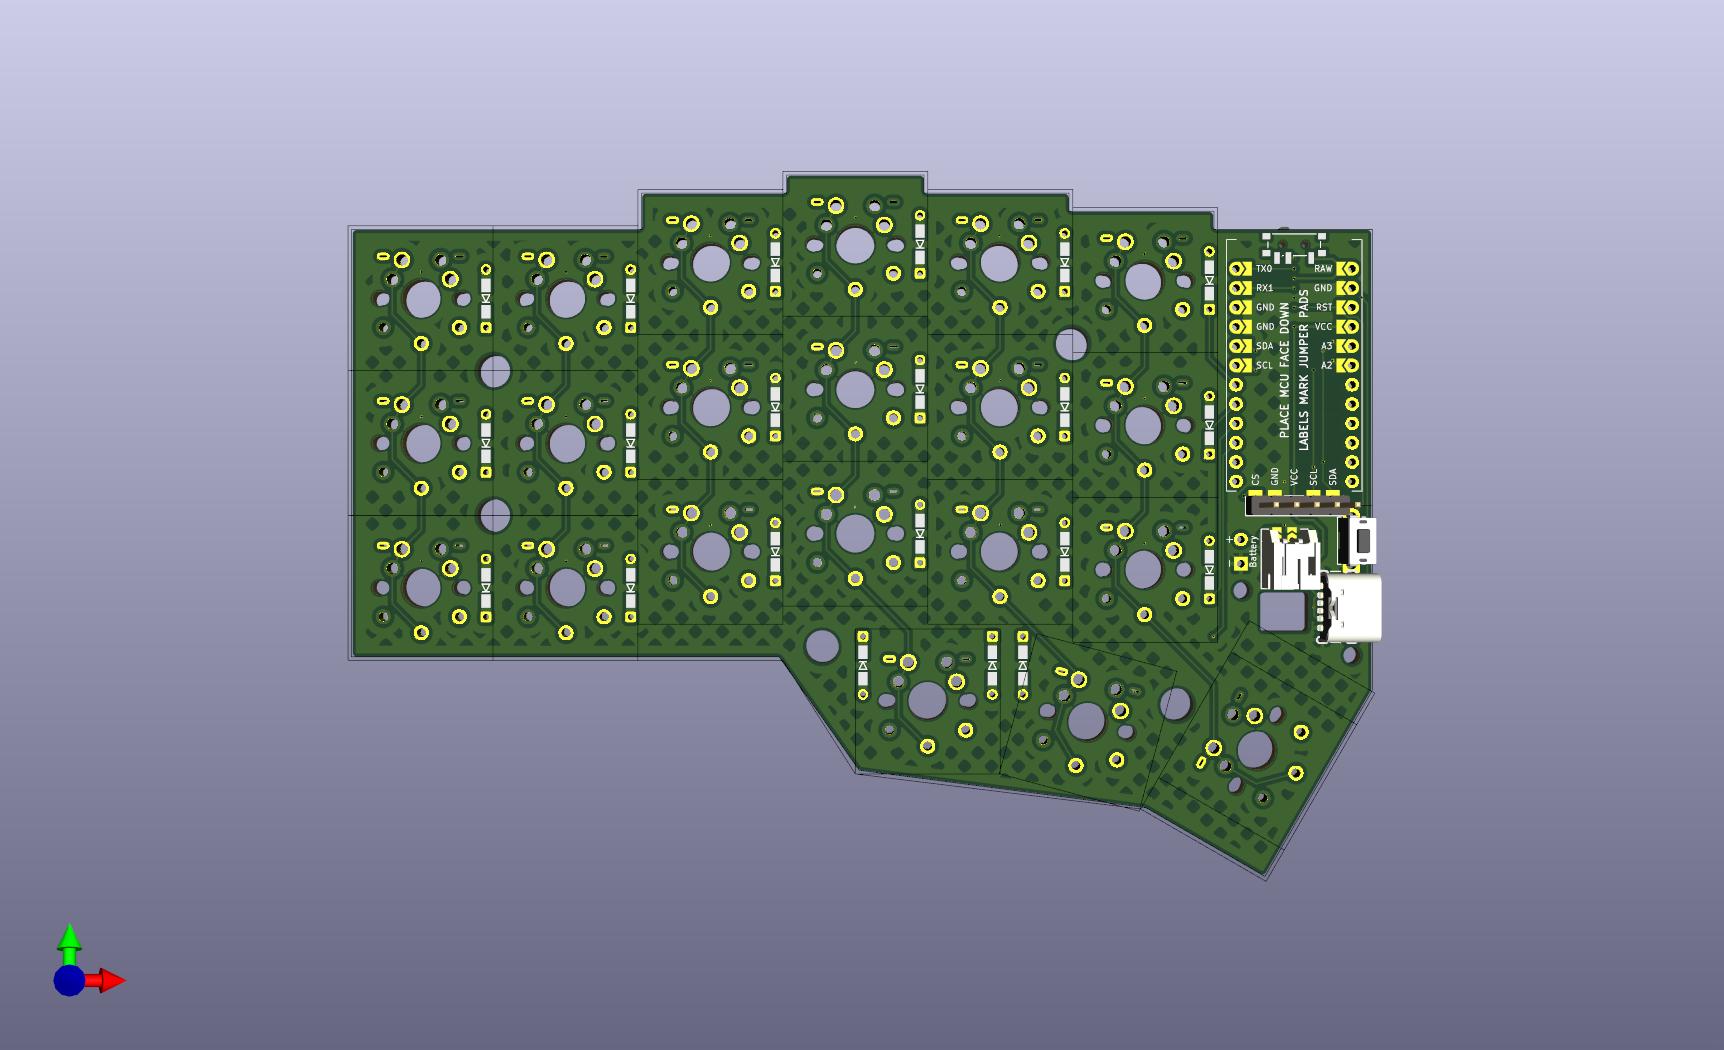 TX0
RX1
GND
GND
SDA
SCL
RAW
GND
RST
VCC
A3
A2
PLACE MCU FACE DOWN
LABELS MARK JUMPER PADS
CS
GND
VCC
SCL
SDA
+
Battery
-